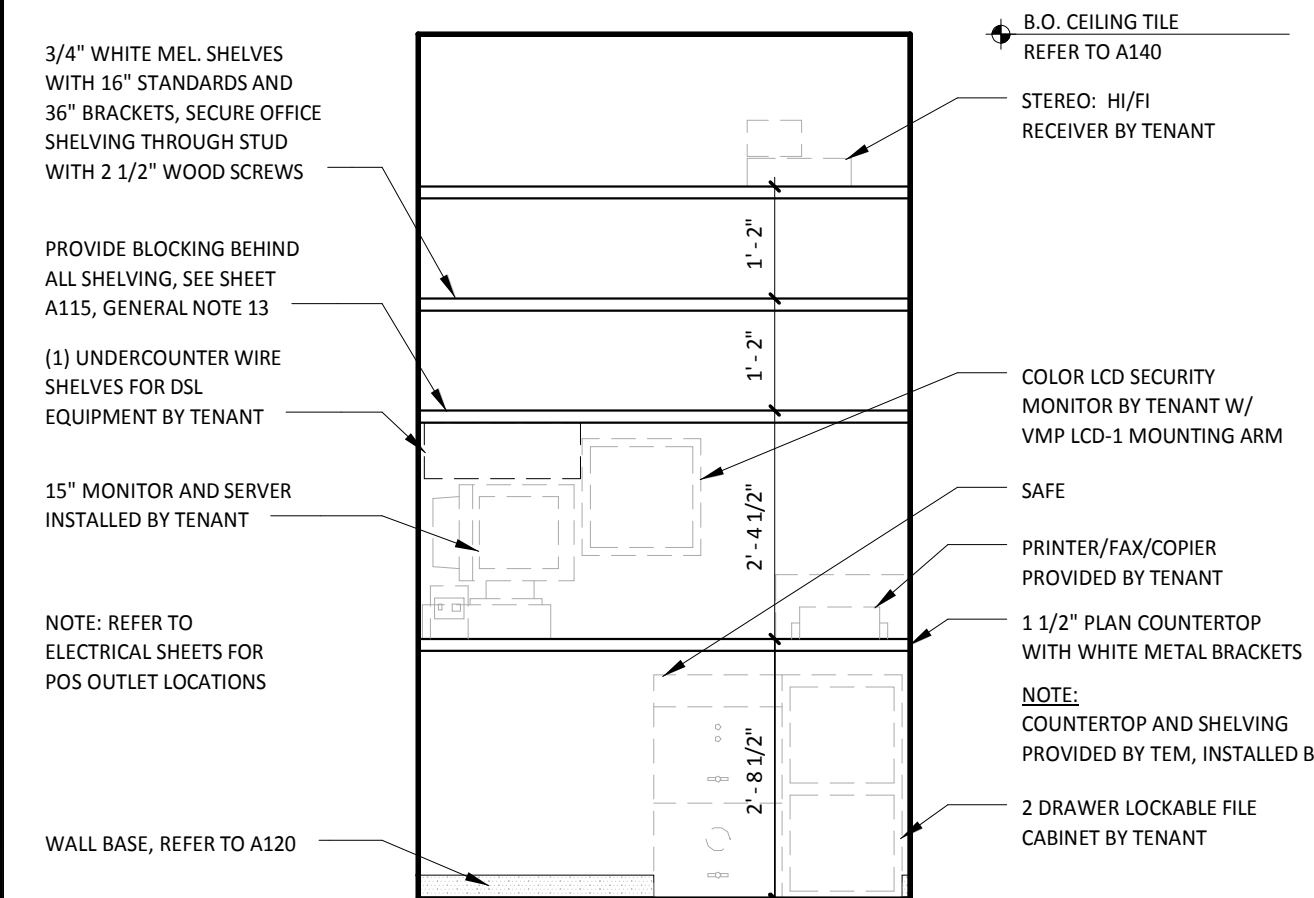 3/4" WHITE MEL. SHELVES
WITH 16" STANDARDS AND
36" BRACKETS, SECURE OFFICE
SHELVING THROUGH STUD
WITH 2 1/2" WOOD SCREWS
PROVIDE BLOCKING BEHIND
ALL SHELVING, SEE SHEET
A115, GENERAL NOTE 13
(1) UNDERCOUNTER WIRE
SHELVES FOR DSL
EQUIPMENT BY TENANT
15" MONITOR AND SERVER
INSTALLED BY TENANT
NOTE: REFER TO
ELECTRICAL SHEETS FOR
POS OUTLET LOCATIONS
WALL BASE, REFER TO A120
1' - 2"
1' - 2"
2' - 4 1/2"
2' - 8 1/2"
B.O. CEILING TILE
REFER TO A140
STEREO: HI/FI
RECEIVER BY TENANT
COLOR LCD SECURITY
MONITOR BY TENANT W/
VMP LCD-1 MOUNTING ARM
SAFE
PRINTER/FAX/COPIER
PROVIDED BY TENANT
1 1/2" PLAN COUNTERTOP
WITH WHITE METAL BRACKETS
NOTE:
COUNTERTOP AND SHELVING
PROVIDED BY TEM, INSTALLED B
2 DRAWER LOCKABLE FILE
CABINET BY TENANT